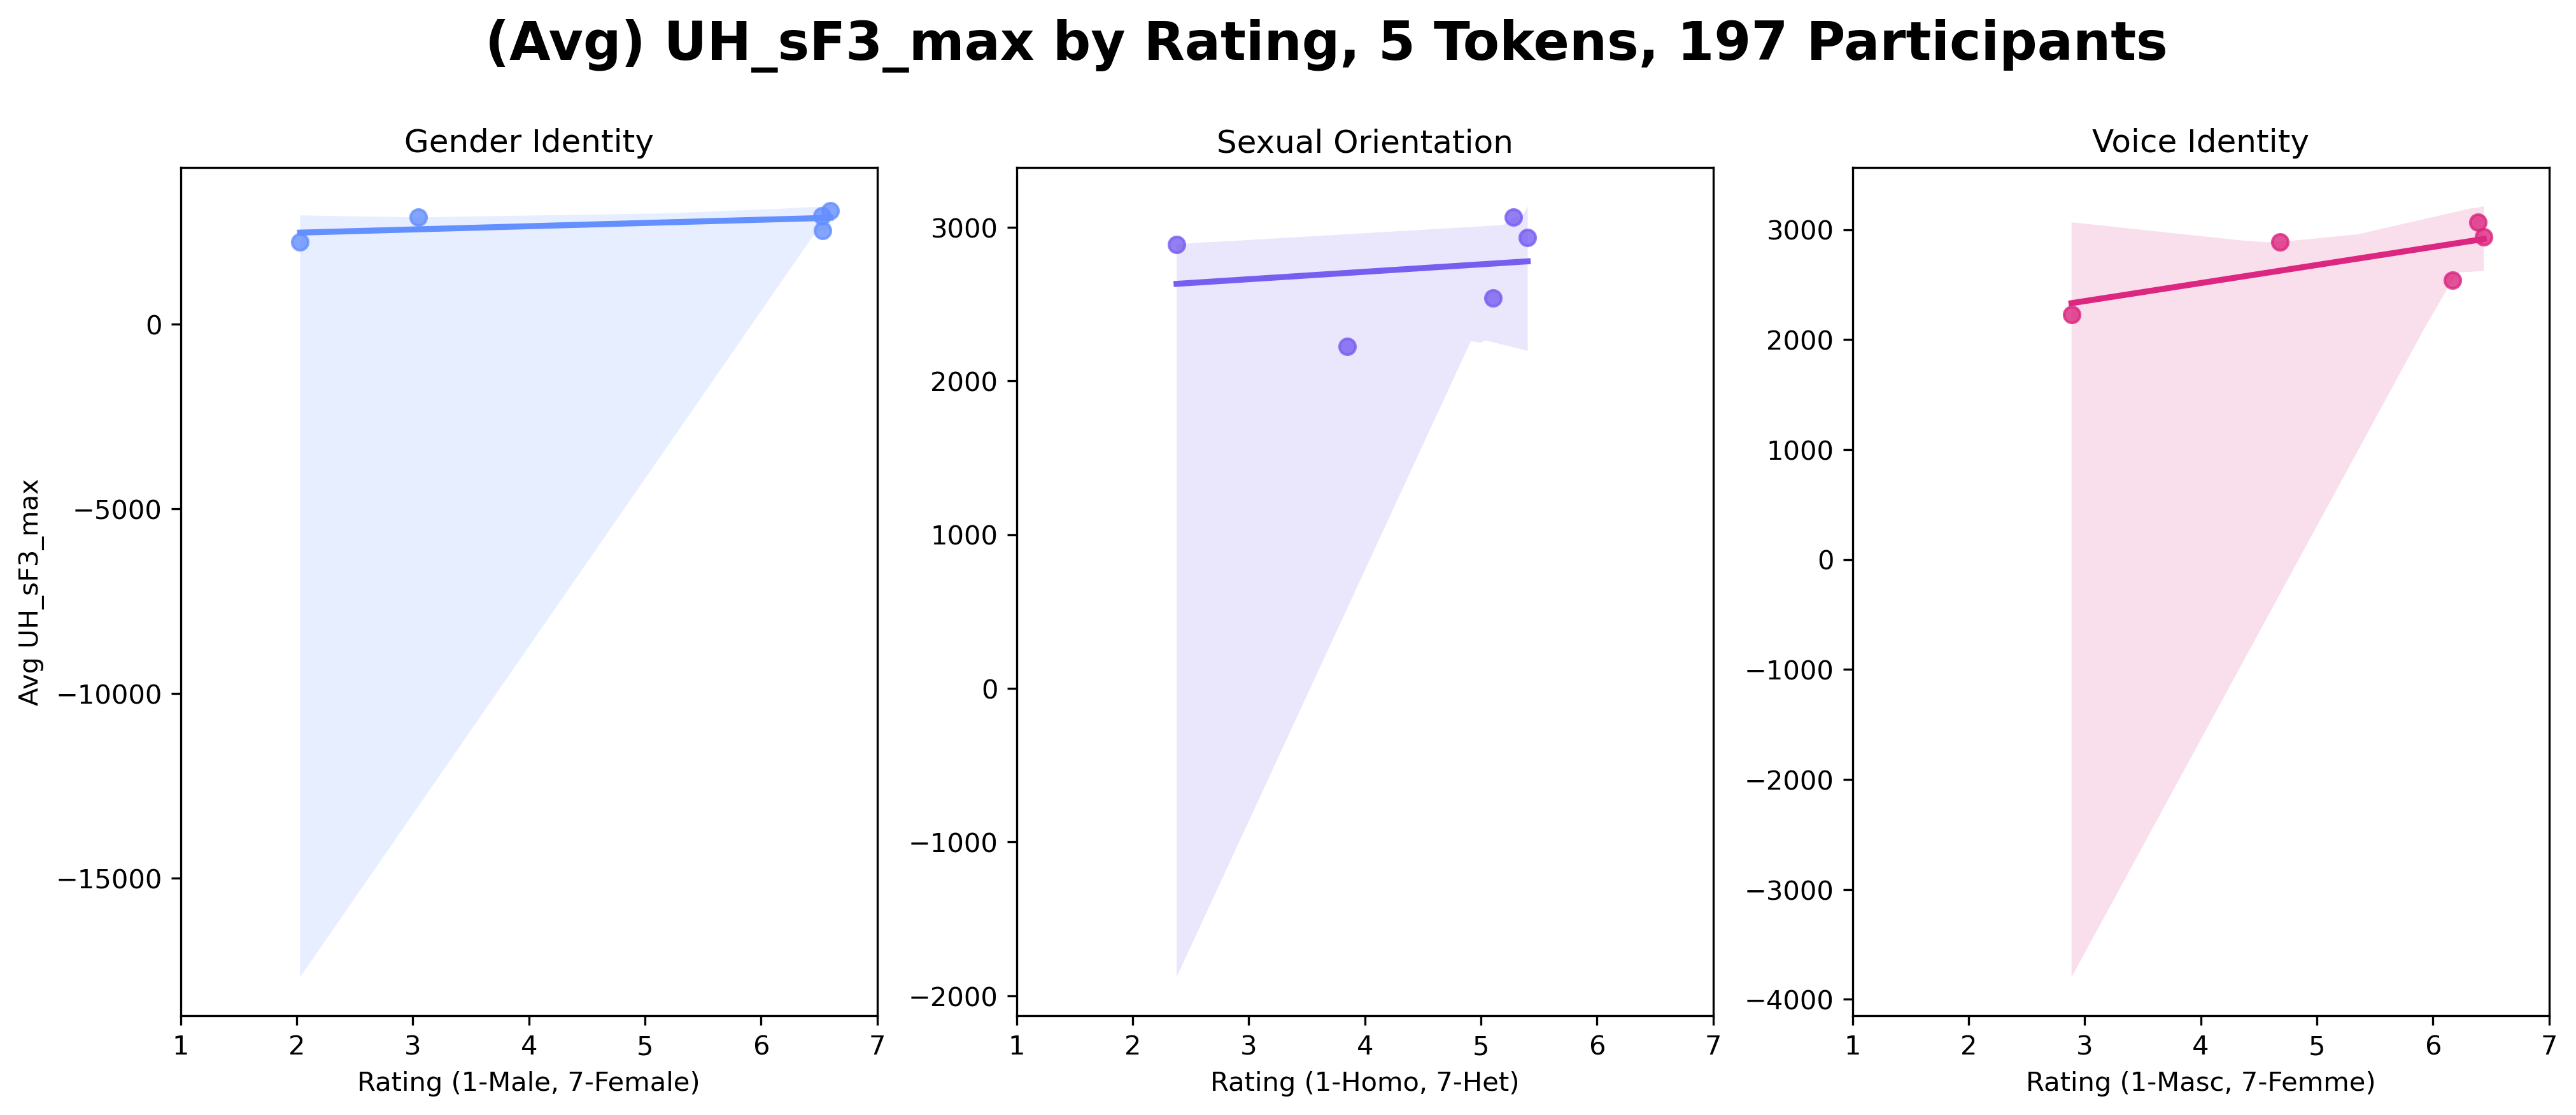 (Avg) UH_sF3_max by Rating, 5 Tokens, 197 Participants
Gender Identity
Avg UH_sF3_max
0
−5000
−10000
−15000
1 2 3 4 5 6 7
Rating (1-Male, 7-Female)
Sexual Orientation
3000
2000
1000
0
−1000
−2000
1 2 3 4 5 6 7
Rating (1-Homo, 7-Het)
Voice Identity
3000
2000
1000
0
−1000
−2000
−3000
−4000
1 2 3 4 5 6 7
Rating (1-Masc, 7-Femme)